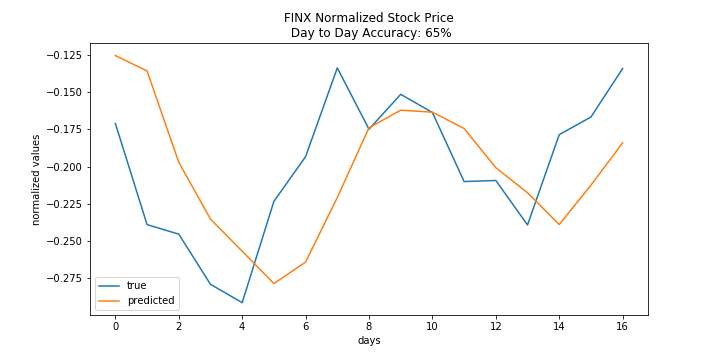 FINX Normalized Stock Price
Day to Day Accuracy: 65%
normalized values
−0.125
−0.150
−0.175
−0.200
−0.225
−0.250
−0.275
true
predicted
0 2 4 6 8 10 12 14 16
days